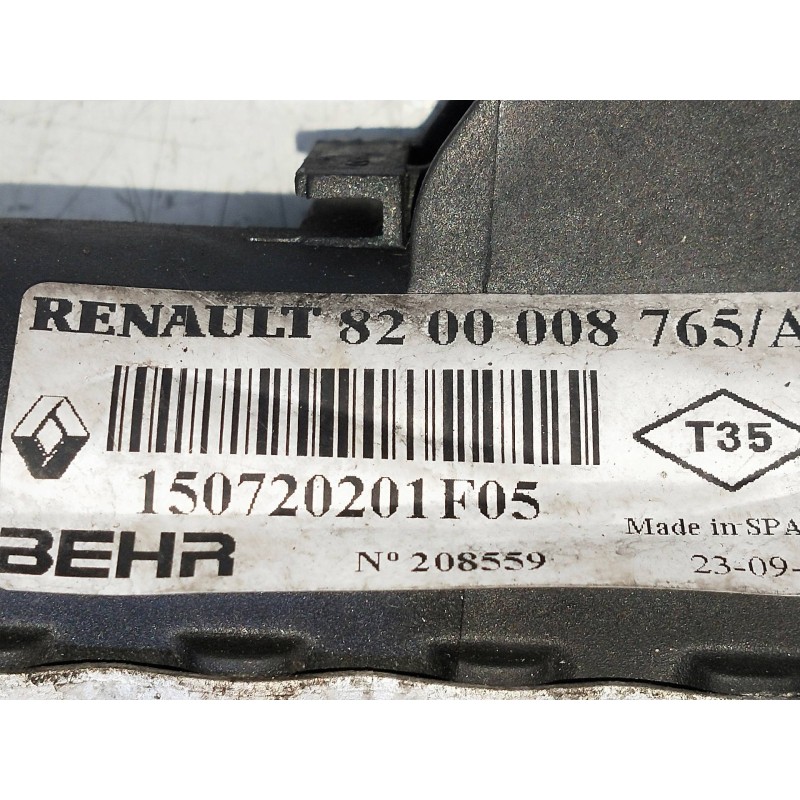 RENAULT 82 00 008 765/A
T35
150720201F05
Made in SPA
BEHR Nº 208559 23-09-